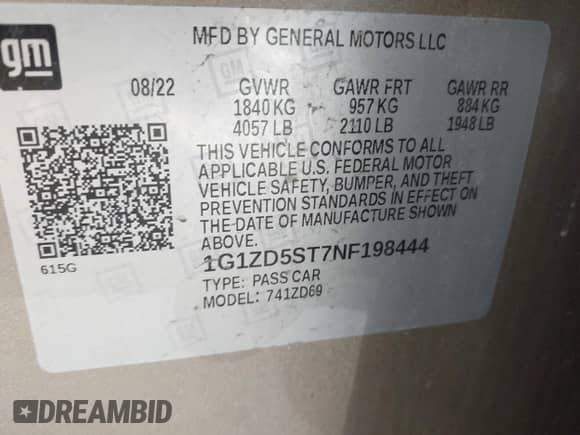 gm
MFD BY GENERAL MOTORS LLC
08/22 GVWR GAWR FRT GAWR RR
1840 KG 957 KG 884 KG
4057 LB 2110 LB 1948 LB
THIS VEHICLE CONFORMS TO ALL
APPLICABLE U.S. FEDERAL MOTOR
VEHICLE SAFETY, BUMPER, AND THEFT
PREVENTION STANDARDS IN EFFECT ON
THE DATE OF MANUFACTURE SHOWN
ABOVE.
615G
1G1ZD5ST7NF198444
TYPE: PASS CAR
MODEL: 741ZD69
DREAMBID